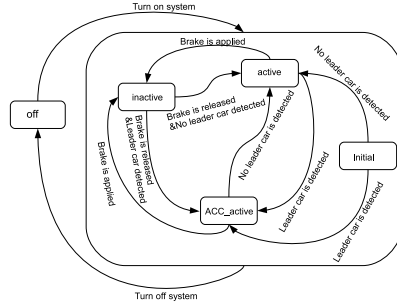 Turn on system
Brake is applied
No leader car is detected
active
inactive
Brake is released
&No leader car detected
off
Brake is released
&Leader car detected
No leader car is detected
Initial
Brake is applied
Leader car is detected
Leader car is detected
ACC_active
Turn off system